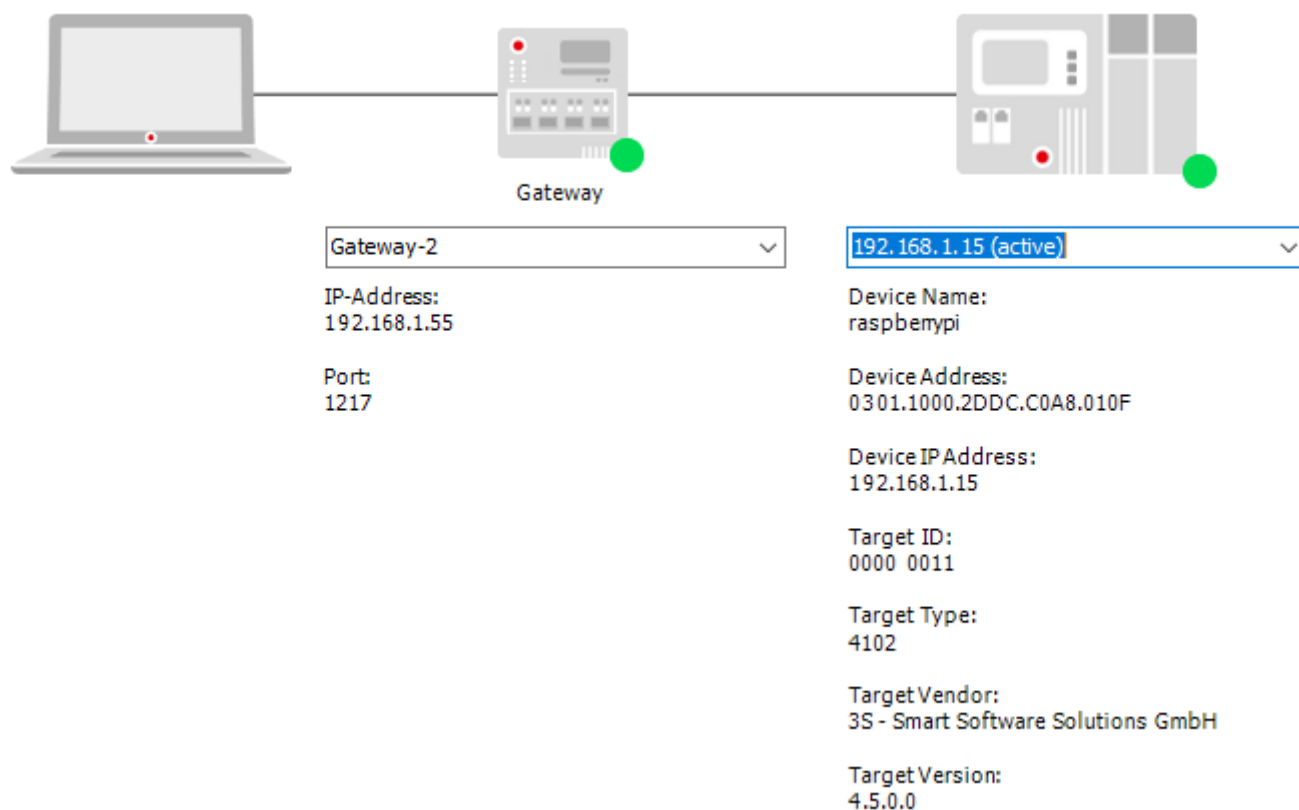 Gateway
Gateway-2
IP-Address:
192.168.1.55
Port:
1217
192.168.1.15 (active)
Device Name:
raspberrypi
Device Address:
0301.1000.2DDC.C0A8.010F
Device IP Address:
192.168.1.15
Target ID:
0000 0011
Target Type:
4102
Target Vendor:
3S - Smart Software Solutions GmbH
Target Version:
4.5.0.0